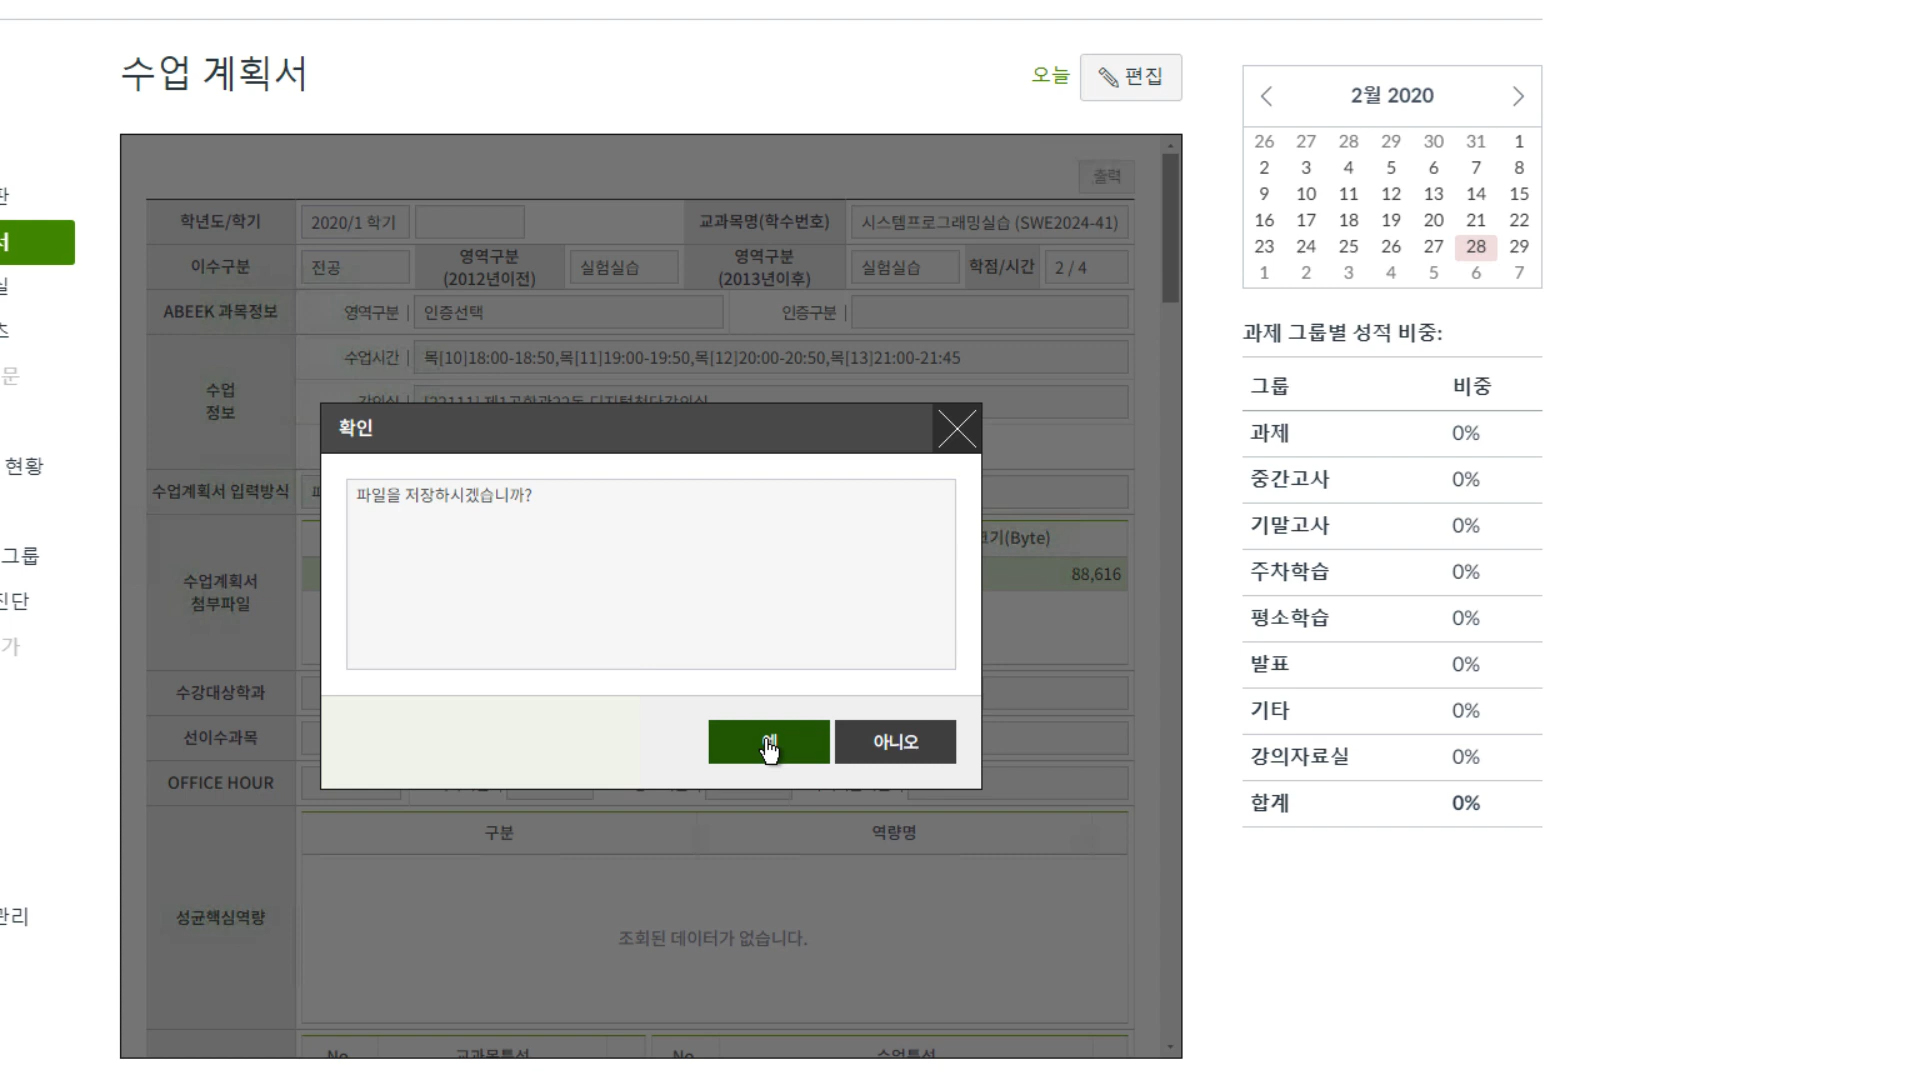 수업 계획서
오늘
편집
출력
학년도/학기
2020/1 학기
교과목명(학수번호)
시스템프로그래밍실습 (SWE2024-41)
이수구분
전공
영역구분
(2012년이전)
실험실습
영역구분
(2013년이후)
실험실습
학점/시간
2 / 4
ABEEK 과목정보
영역구분
인증선택
인증구분
수업
정보
수업시간
목[10]18:00-18:50,목[11]19:00-19:50,목[12]20:00-20:50,목[13]21:00-21:45
확인
파일을 저장하시겠습니까?
예
아니오
수업계획서 입력방식
수업계획서
첨부파일
크기(Byte)
88,616
수강대상학과
선이수과목
OFFICE HOUR
성균핵심역량
구분
역량명
조회된 데이터가 없습니다.
No
교과목특성
No
수업특성
현황
그룹
진단
가
관리
문
2월 2020
26 27 28 29 30 31 1
2 3 4 5 6 7 8
9 10 11 12 13 14 15
16 17 18 19 20 21 22
23 24 25 26 27 28 29
1 2 3 4 5 6 7
과제 그룹별 성적 비중:
그룹 비중
과제 0%
중간고사 0%
기말고사 0%
주차학습 0%
평소학습 0%
발표 0%
기타 0%
강의자료실 0%
합계 0%